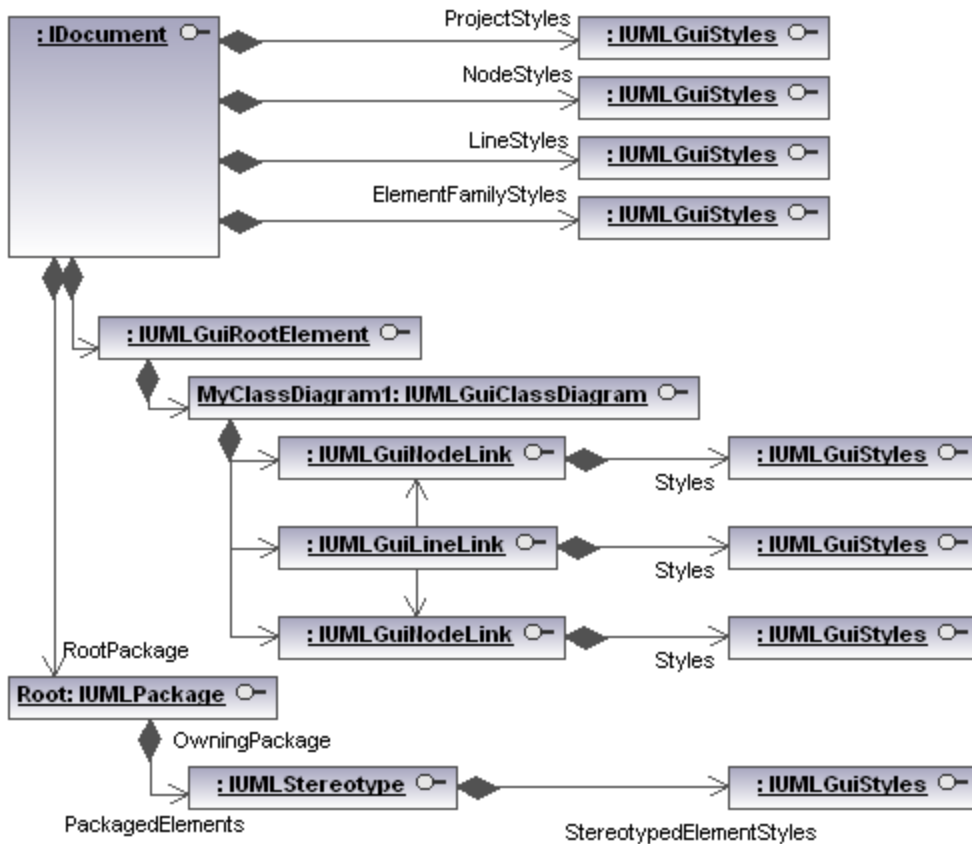 : IDocument
ProjectStyles
: IUMLGuiStyles
NodeStyles
: IUMLGuiStyles
LineStyles
: IUMLGuiStyles
ElementFamilyStyles
: IUMLGuiStyles
: IUMLGuiRootElement
MyClassDiagram1: IUMLGuiClassDiagram
: IUMLGuiNodeLink
Styles
: IUMLGuiStyles
: IUMLGuiLineLink
Styles
: IUMLGuiStyles
: IUMLGuiNodeLink
Styles
: IUMLGuiStyles
RootPackage
Root: IUMLPackage
OwningPackage
: IUMLStereotype
PackagedElements
StereotypedElementStyles
: IUMLGuiStyles